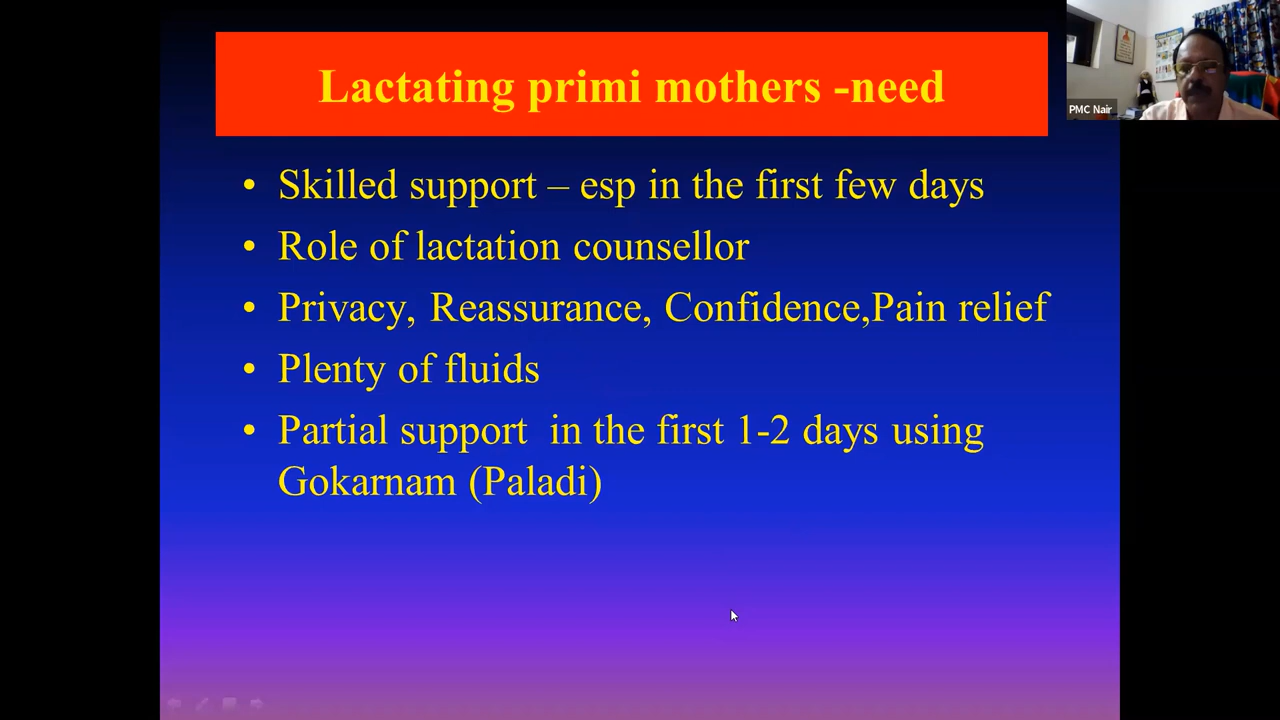 Lactating primi mothers -need
• Skilled support – esp in the first few days
• Role of lactation counsellor
• Privacy, Reassurance, Confidence,Pain relief
• Plenty of fluids
• Partial support  in the first 1-2 days using
Gokarnam (Paladi)
PMC Nair